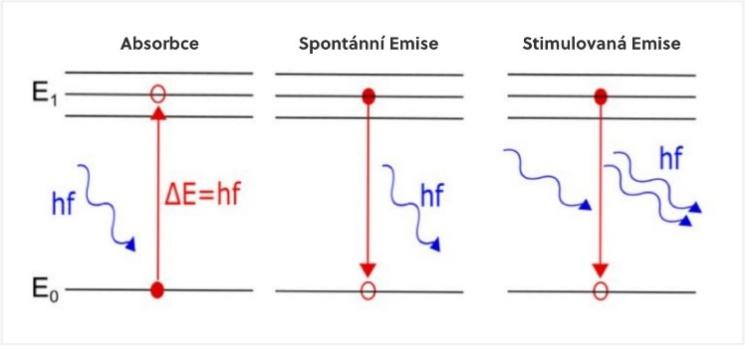 Absorbce
Spontánní Emise
Stimulovaná Emise
E₁
hf
ΔE=hf
hf
hf
E₀